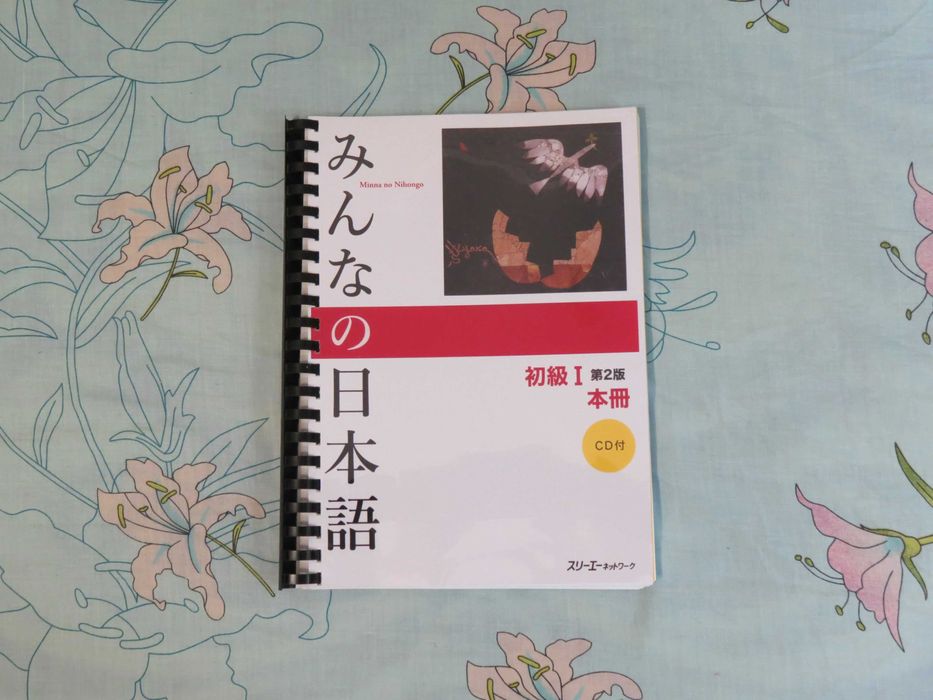 みんなの日本語
Minna no Nihongo
初級 I 第2版
本冊
CD付
スリーエーネットワーク